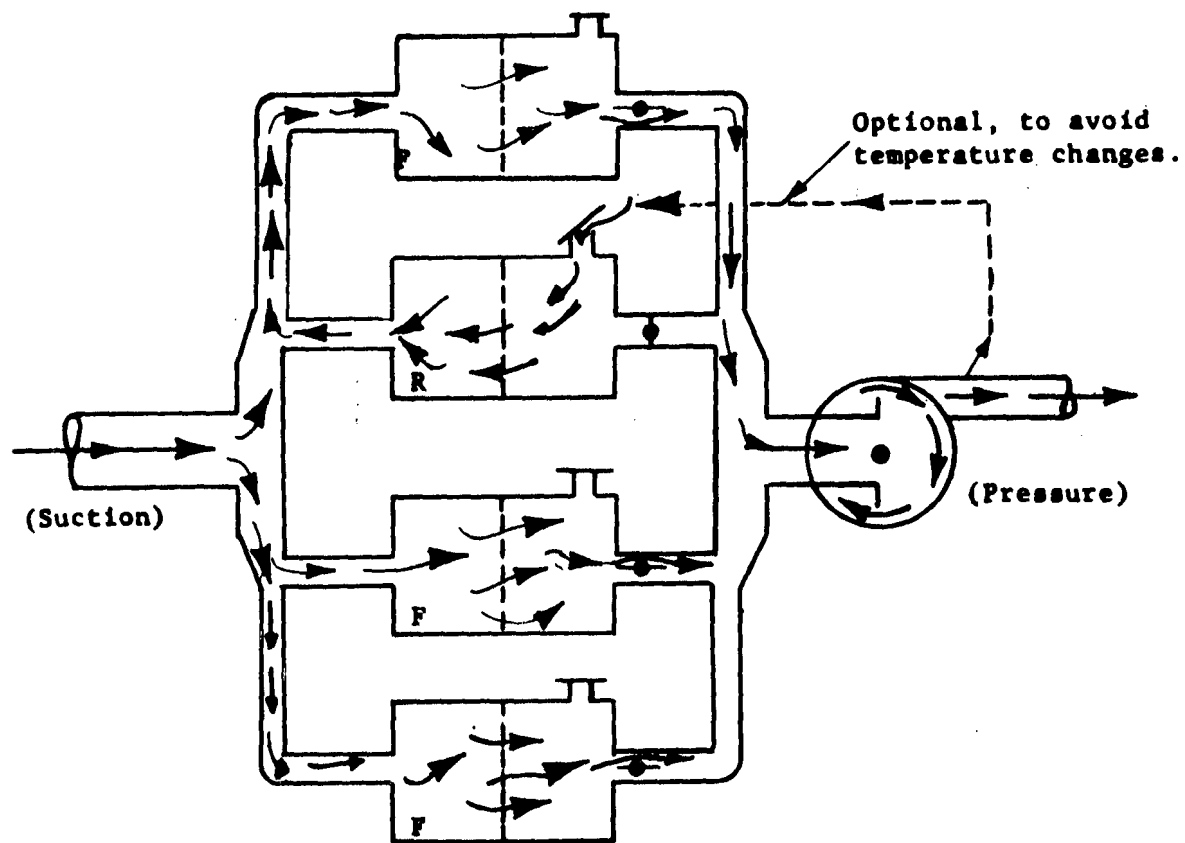 F
Optional, to avoid
temperature changes.
R
(Suction)
(Pressure)
F
F